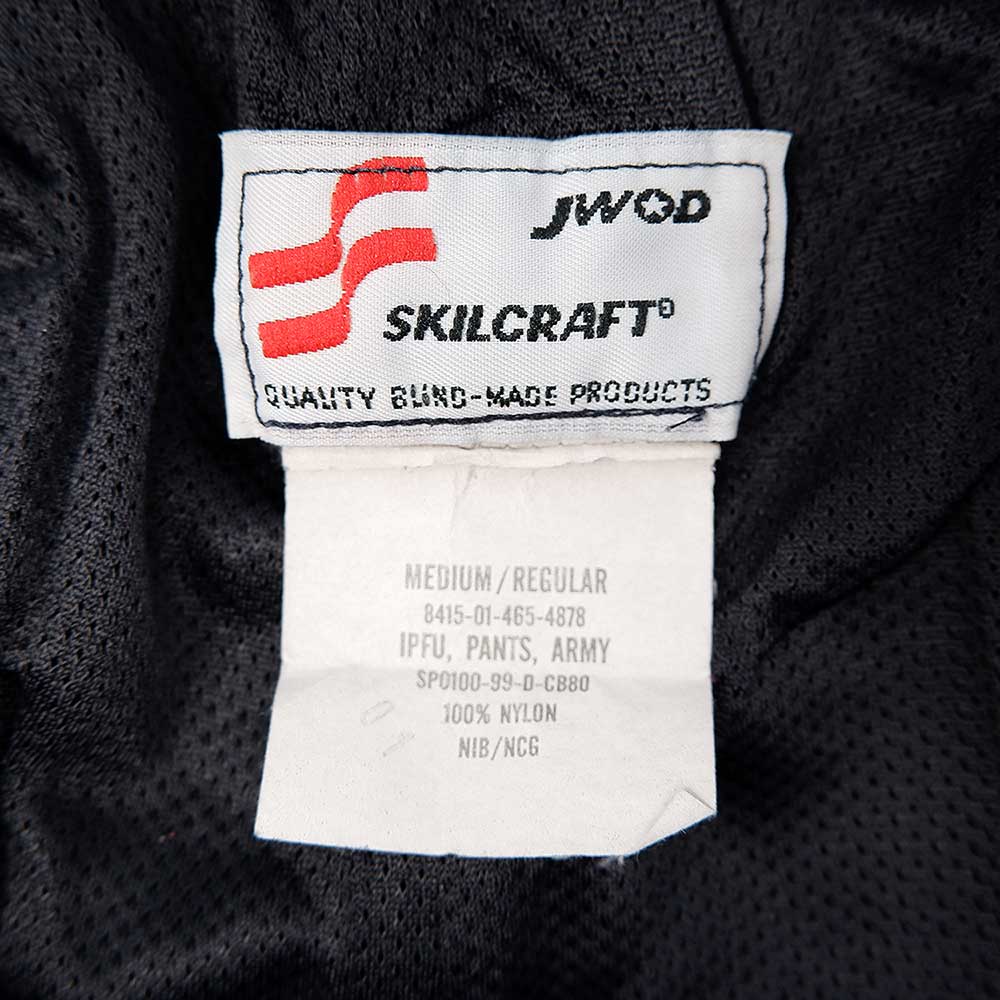 JWOD
SKILCRAFT®
QUALITY BLIND-MADE PRODUCTS
MEDIUM/REGULAR
8415-01-465-4878
IPFU, PANTS, ARMY
SPO100-99-D-CB80
100% NYLON
NIB/NCG